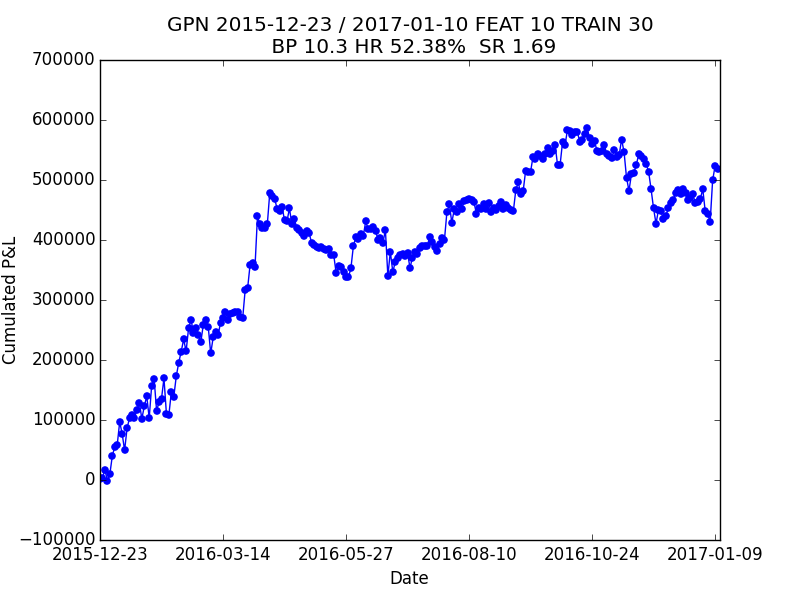 GPN 2015-12-23 / 2017-01-10 FEAT 10 TRAIN 30
BP 10.3 HR 52.38%  SR 1.69
700000
600000
500000
400000
300000
200000
100000
0
−100000
Cumulated P&L
2015-12-23 2016-03-14 2016-05-27 2016-08-10 2016-10-24 2017-01-09
Date